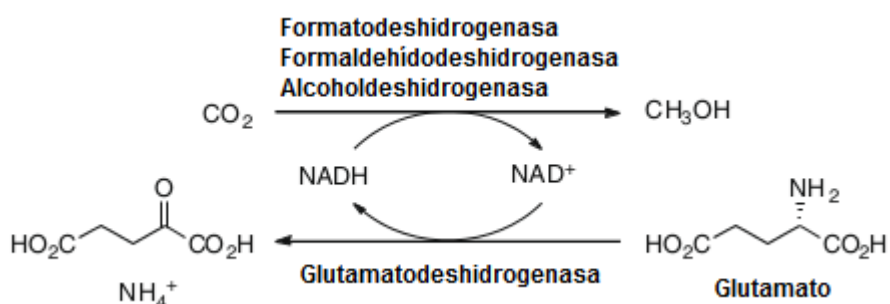 Formatodeshidrogenasa
Formaldehídodeshidrogenasa
Alcoholdeshidrogenasa
CO₂
CH₃OH
NADH
NAD⁺
O
NH₂
HO₂C
CO₂H
HO₂C
CO₂H
Glutamatodeshidrogenasa
Glutamato
NH₄⁺